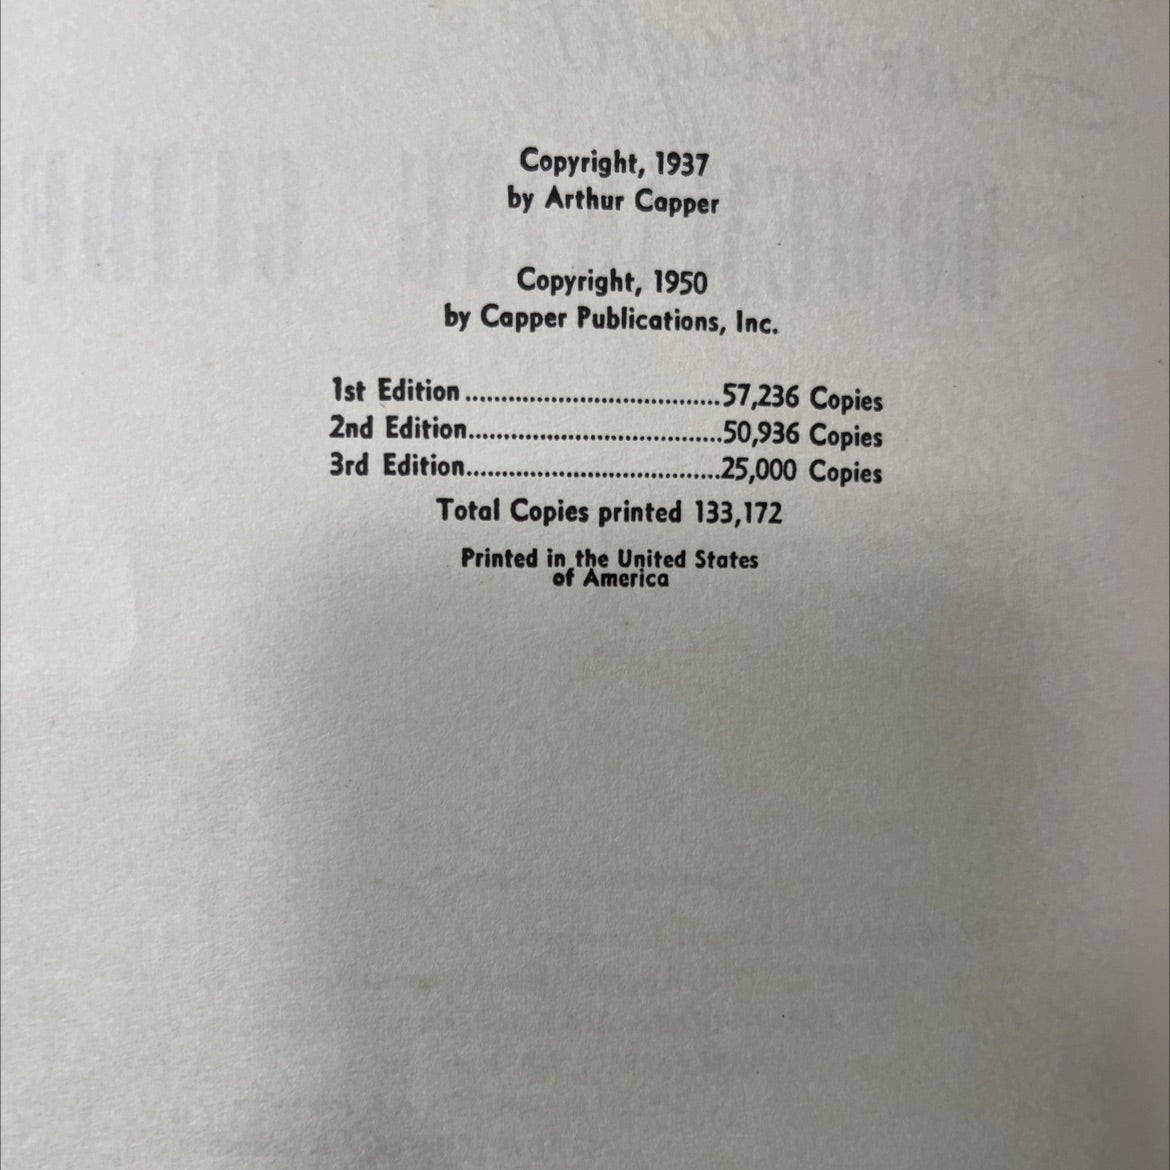 Copyright, 1937
by Arthur Capper
Copyright, 1950
by Capper Publications, Inc.
1st Edition...................................57,236 Copies
2nd Edition...................................50,936 Copies
3rd Edition...................................25,000 Copies
Total Copies printed 133,172
Printed in the United States
of America